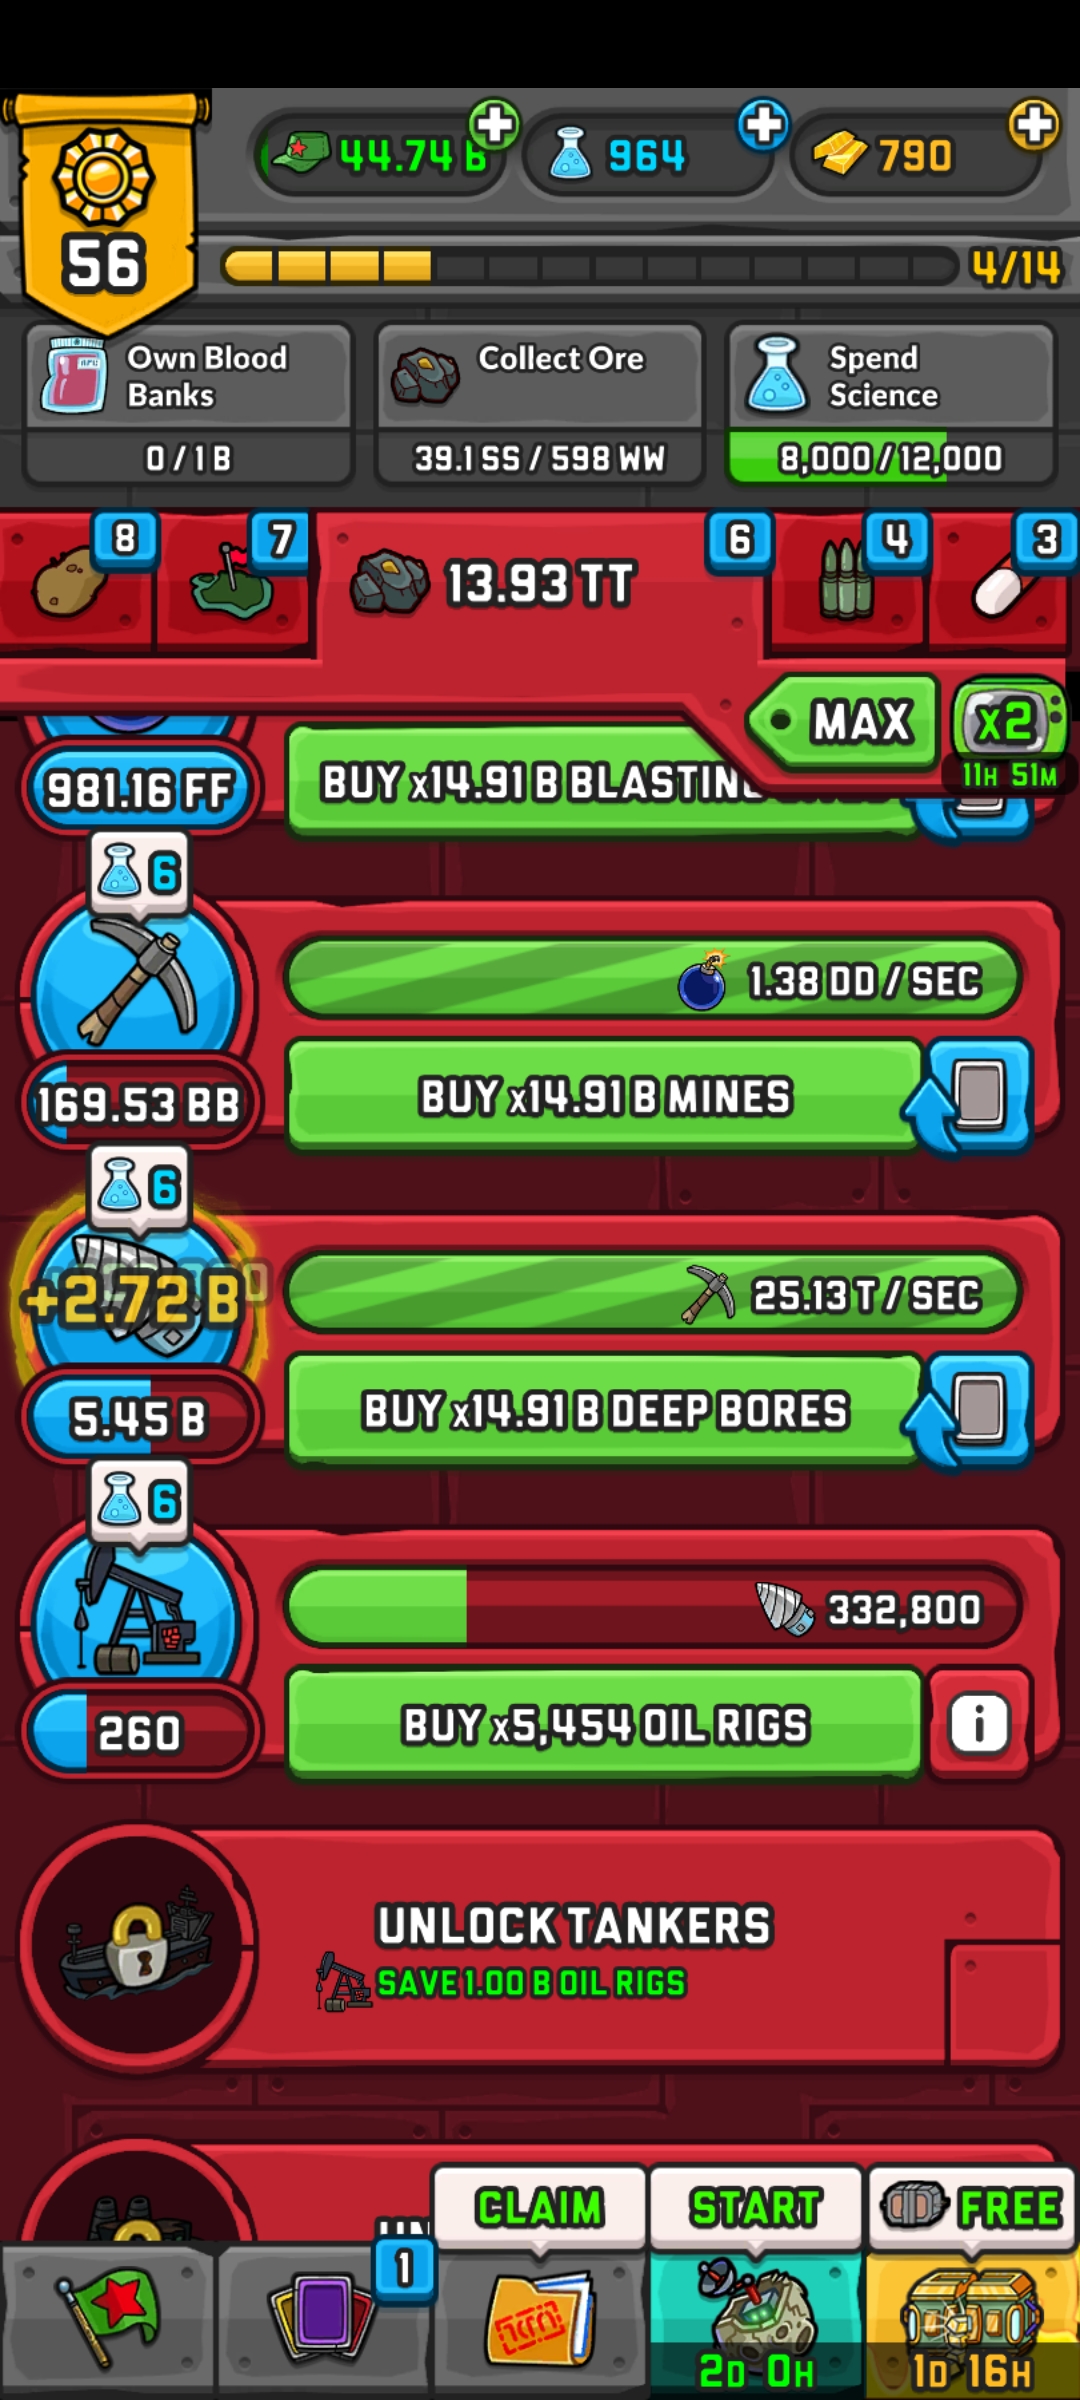 44.74 B
964
790
56
4/14
Own Blood
Banks
0 / 1 B
Collect Ore
39.1 SS / 598 WW
Spend
Science
8,000 / 12,000
8
7
13.93 TT
6
4
3
MAX
x2
11H 51M
981.16 FF
BUY x14.91 B
6
1.38 DD / SEC
169.53 BB
BUY x14.91 B MINES
6
+2.72 B
25.13 T / SEC
5.45 B
BUY x14.91 B DEEP BORES
6
332,800
260
BUY x5,454 OIL RIGS
i
UNLOCK TANKERS
SAVE 1.00 B OIL RIGS
CLAIM
START
FREE
1
2D 0H
1D 16H